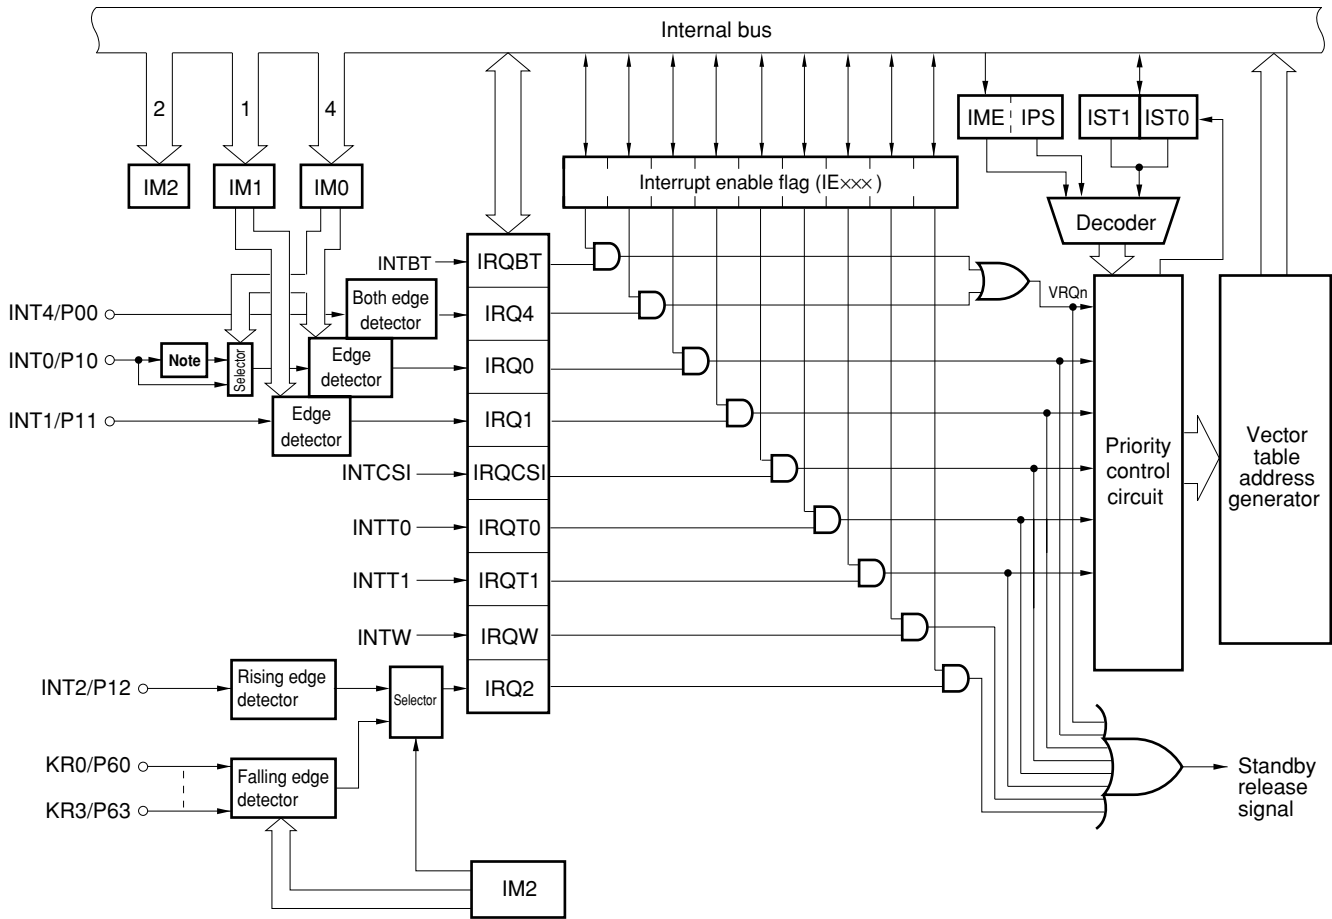 Internal bus
2
1
4
IME
IPS
IST1
IST0
IM2
IM1
IM0
Interrupt enable flag (IE××× )
Decoder
INTBT
IRQBT
Both edge
detector
VRQn
INT4/P00
IRQ4
INT0/P10
Note
Selector
Edge
detector
IRQ0
INT1/P11
Edge
detector
IRQ1
INTCSI
IRQCSI
Priority
control
circuit
Vector
table
address
generator
INTT0
IRQT0
INTT1
IRQT1
INTW
IRQW
INT2/P12
Rising edge
detector
Selector
IRQ2
KR0/P60
KR3/P63
Falling edge
detector
Standby
release
signal
IM2